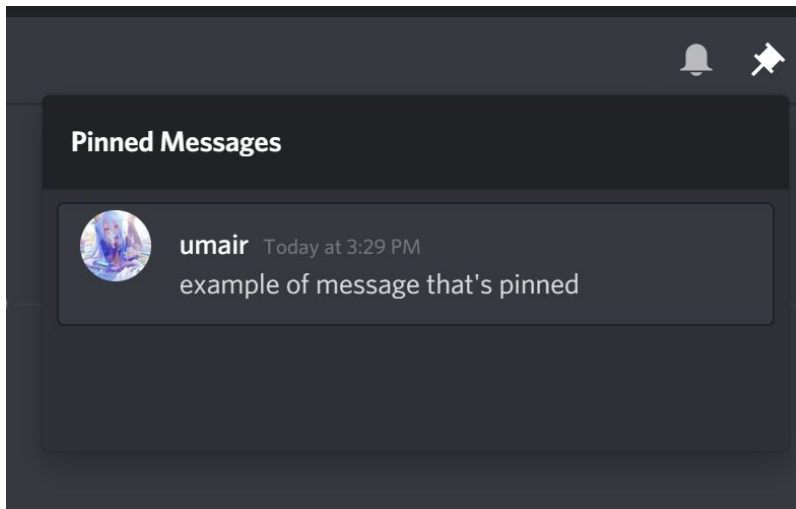 Pinned Messages
umair Today at 3:29 PM
example of message that's pinned